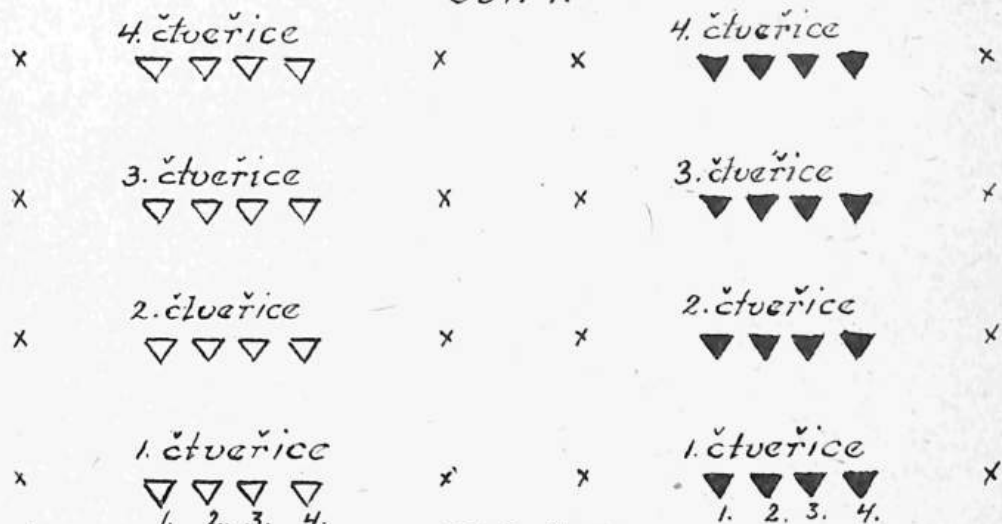 4. čtveřice 4. čtveřice
3. čtveřice 3. čtveřice
2. čtveřice 2. čtveřice
1. čtveřice 1. čtveřice
1. 2. 3. 4. 1. 2. 3. 4.